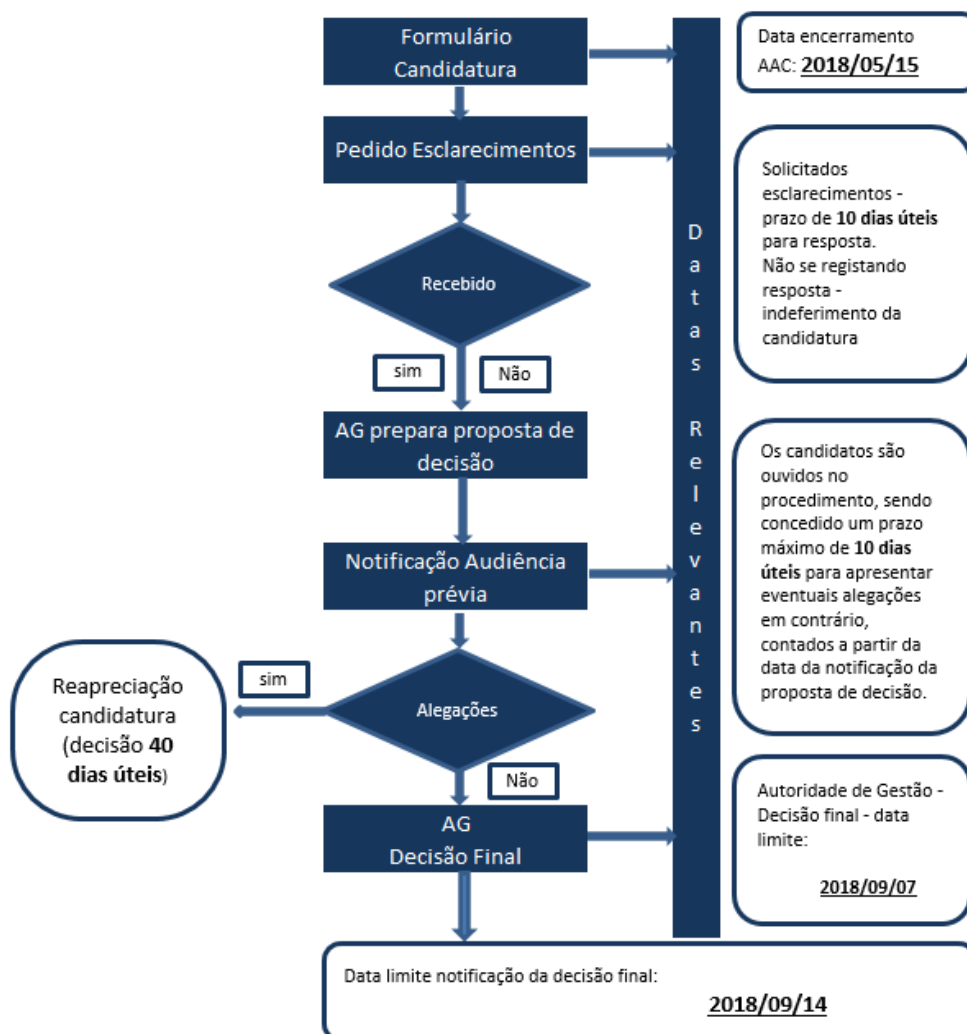 Formulário
Candidatura
Data encerramento
AAC: 2018/05/15
Pedido Esclarecimentos
Solicitados
esclarecimentos -
prazo de 10 dias úteis
para resposta.
Não se registando
resposta -
indeferimento da
candidatura
Recebido
sim
Não
Datas Relevantes
AG prepara proposta de
decisão
Os candidatos são
ouvidos no
procedimento, sendo
concedido um prazo
máximo de 10 dias
úteis para apresentar
eventuais alegações
em contrário,
contados a partir da
data da notificação da
proposta de decisão.
Notificação Audiência
prévia
Alegações
sim
Reapreciação
candidatura
(decisão 40
dias úteis)
Não
AG
Decisão Final
Autoridade de Gestão -
Decisão final - data
limite:
2018/09/07
Data limite notificação da decisão final:
2018/09/14